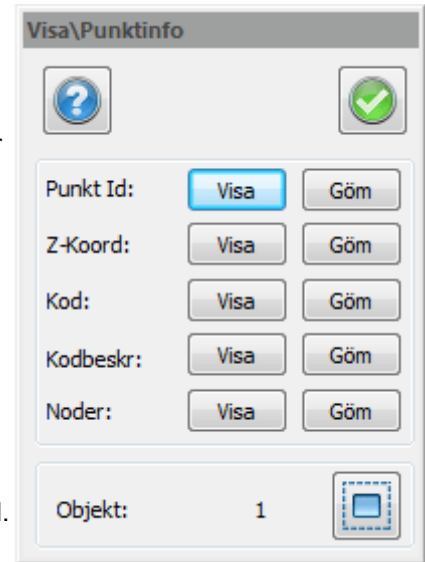 Visa\Punktinfo
Punkt Id: Visa Göm
Z-Koord: Visa Göm
Kod: Visa Göm
Kodbeskr: Visa Göm
Noder: Visa Göm
Objekt: 1